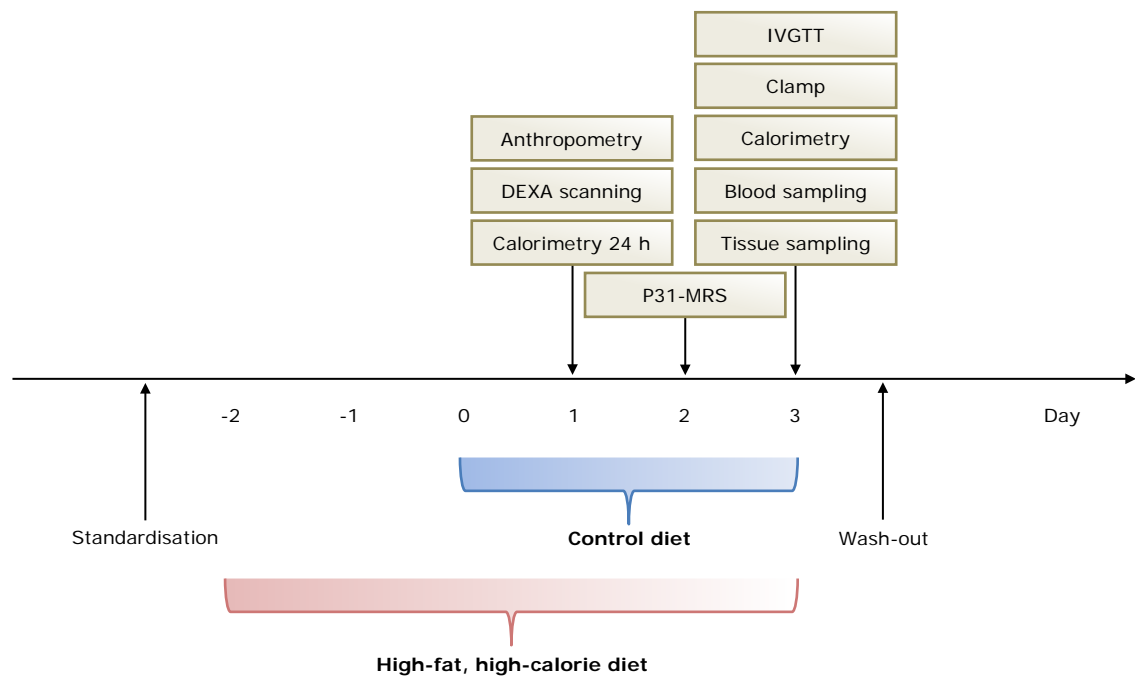 IVGTT
Clamp
Anthropometry
Calorimetry
DEXA scanning
Blood sampling
Calorimetry 24 h
Tissue sampling
P31-MRS
-2 -1 0 1 2 3 Day
Standardisation
Control diet
Wash-out
High-fat, high-calorie diet